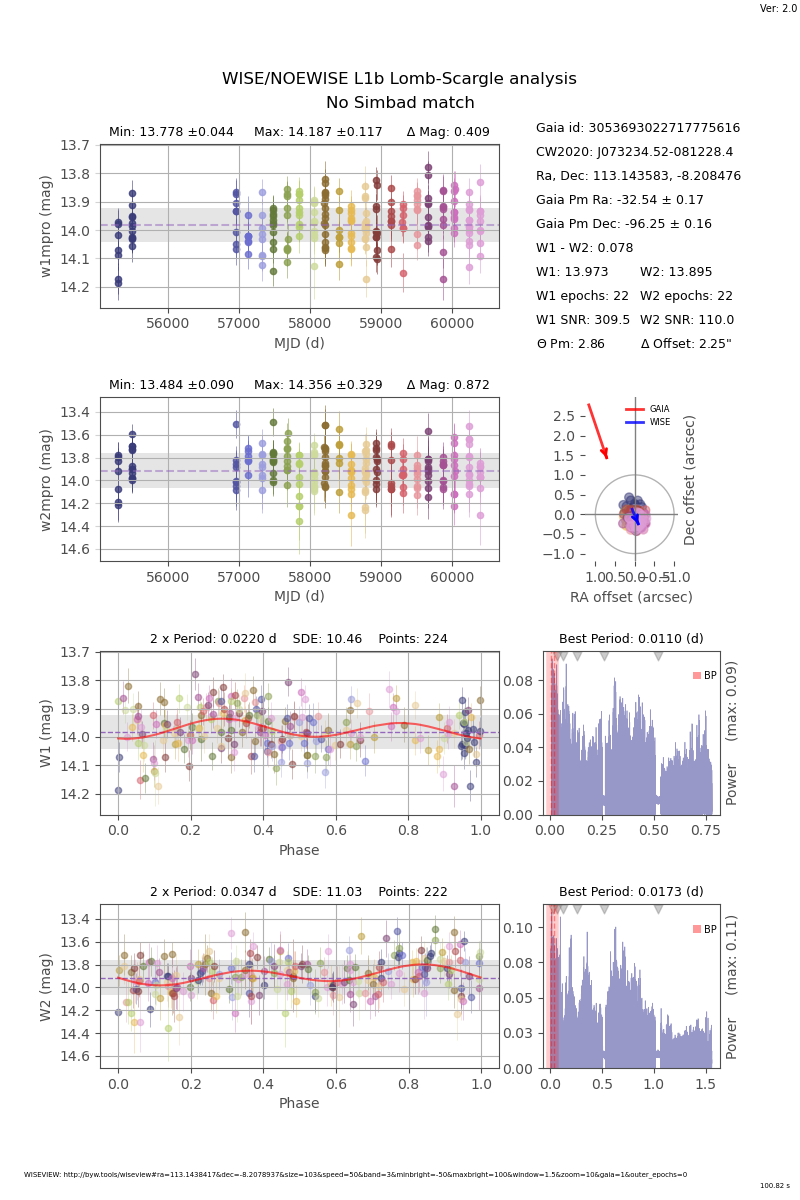 Ver: 2.0
WISE/NOEWISE L1b Lomb-Scargle analysis
No Simbad match
Min: 13.778 ±0.044 Max: 14.187 ±0.117 Δ Mag: 0.409
13.7
13.8
13.9
14.0
14.1
14.2
w1mpro (mag)
56000 57000 58000 59000 60000
MJD (d)
Gaia id: 3053693022717775616
CW2020: J073234.52-081228.4
Ra, Dec: 113.143583, -8.208476
Gaia Pm Ra: -32.54 ± 0.17
Gaia Pm Dec: -96.25 ± 0.16
W1 - W2: 0.078
W1: 13.973 W2: 13.895
W1 epochs: 22 W2 epochs: 22
W1 SNR: 309.5 W2 SNR: 110.0
Θ Pm: 2.86 Δ Offset: 2.25"
Min: 13.484 ±0.090 Max: 14.356 ±0.329 Δ Mag: 0.872
13.4
13.6
13.8
14.0
14.2
14.4
14.6
w2mpro (mag)
56000 57000 58000 59000 60000
MJD (d)
GAIA
WISE
2.5
2.0
1.5
1.0
0.5
0.0
−0.5
−1.0
Dec offset (arcsec)
1.0 0.5 0.0 −0.5 −1.0
RA offset (arcsec)
2 x Period: 0.0220 d SDE: 10.46 Points: 224
13.7
13.8
13.9
14.0
14.1
14.2
W1 (mag)
0.0 0.2 0.4 0.6 0.8 1.0
Phase
Best Period: 0.0110 (d)
BP
0.08
0.06
0.04
0.02
0.00
Power (max: 0.09)
0.00 0.25 0.50 0.75
2 x Period: 0.0347 d SDE: 11.03 Points: 222
13.4
13.6
13.8
14.0
14.2
14.4
14.6
W2 (mag)
0.0 0.2 0.4 0.6 0.8 1.0
Phase
Best Period: 0.0173 (d)
BP
0.10
0.08
0.05
0.03
0.00
Power (max: 0.11)
0.0 0.5 1.0 1.5
WISEVIEW: http://byw.tools/wiseview#ra=113.1438417&dec=-8.2078937&size=103&speed=50&band=3&minbright=-50&maxbright=100&window=1.5&zoom=10&gaia=1&outer_epochs=0
100.82 s